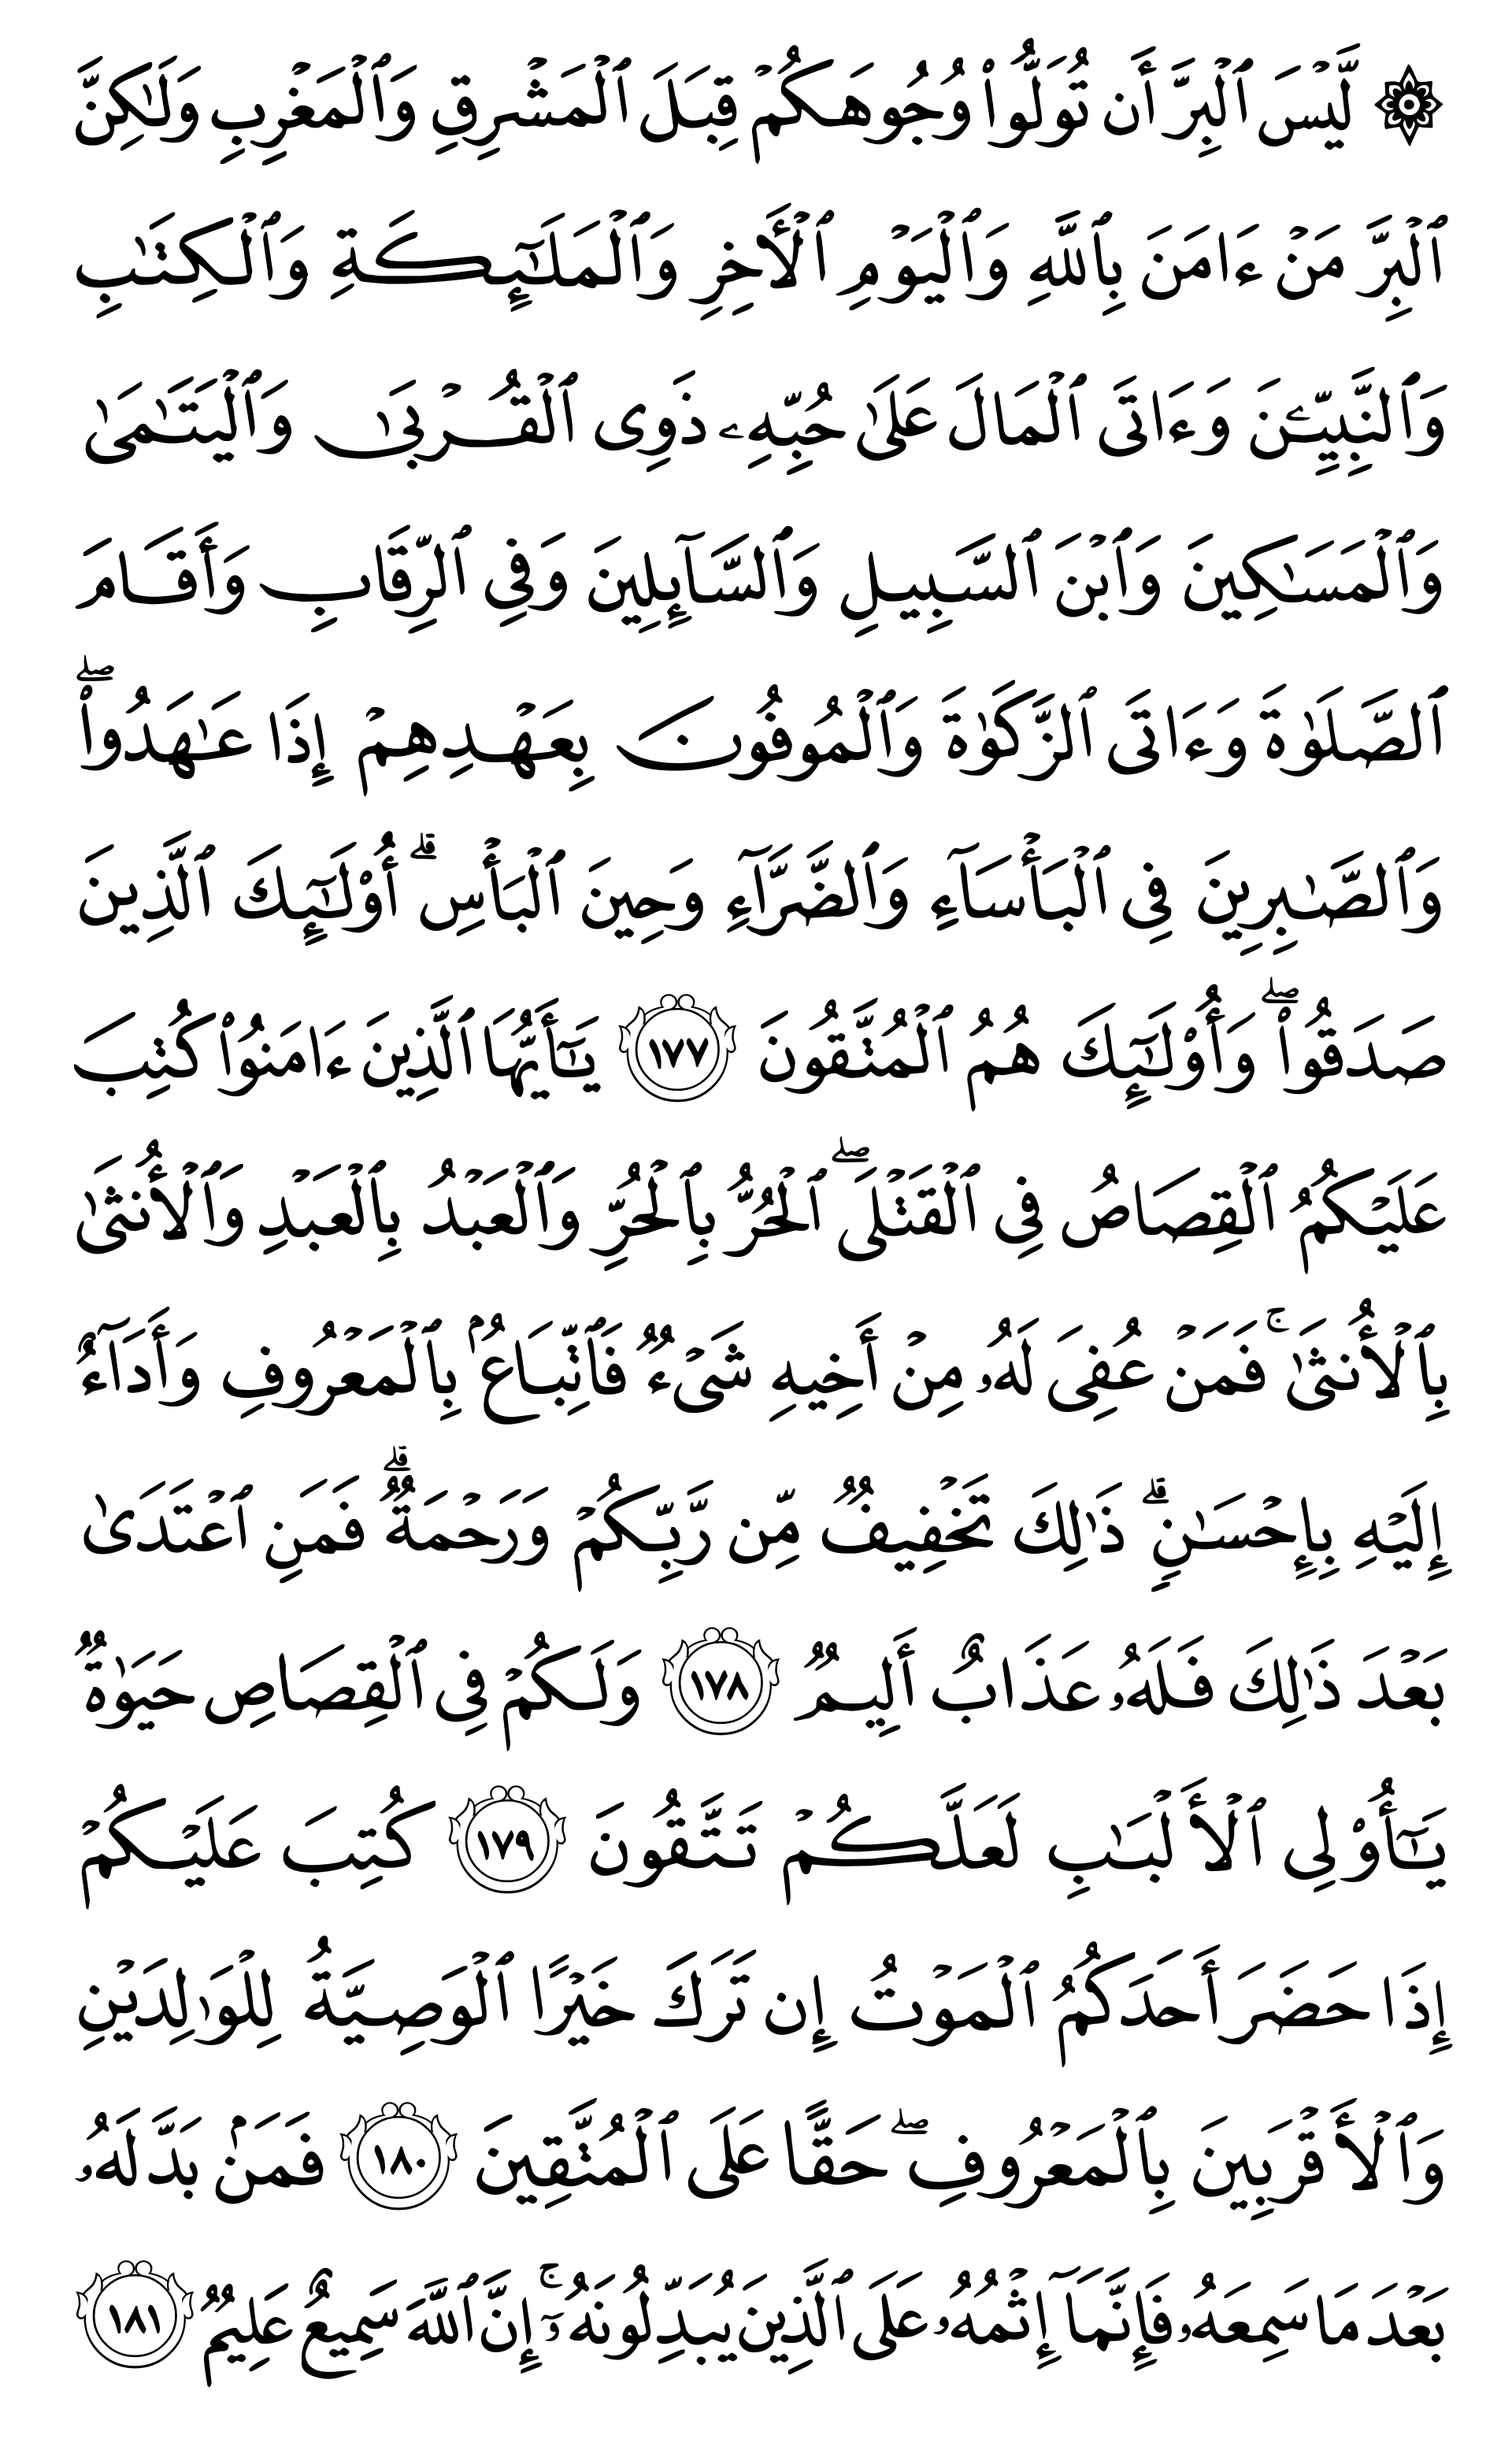 ۞ لَّيۡسَ ٱلۡبِرَّ أَن تُوَلُّواْ وُجُوهَكُمۡ قِبَلَ ٱلۡمَشۡرِقِ وَٱلۡمَغۡرِبِ وَلَٰكِنَّ
ٱلۡبِرَّ مَنۡ ءَامَنَ بِٱللَّهِ وَٱلۡيَوۡمِ ٱلۡأٓخِرِ وَٱلۡمَلَٰٓئِكَةِ وَٱلۡكِتَٰبِ
وَٱلنَّبِيِّـۧنَ وَءَاتَى ٱلۡمَالَ عَلَىٰ حُبِّهِۦ ذَوِي ٱلۡقُرۡبَىٰ وَٱلۡيَتَٰمَىٰ
وَٱلۡمَسَٰكِينَ وَٱبۡنَ ٱلسَّبِيلِ وَٱلسَّآئِلِينَ وَفِي ٱلرِّقَابِ وَأَقَامَ
ٱلصَّلَوٰةَ وَءَاتَى ٱلزَّكَوٰةَ وَٱلۡمُوفُونَ بِعَهۡدِهِمۡ إِذَا عَٰهَدُواْۖ
وَٱلصَّٰبِرِينَ فِي ٱلۡبَأۡسَآءِ وَٱلضَّرَّآءِ وَحِينَ ٱلۡبَأۡسِۗ أُوْلَٰٓئِكَ ٱلَّذِينَ
صَدَقُواْۖ وَأُوْلَٰٓئِكَ هُمُ ٱلۡمُتَّقُونَ ١٧٧ يَٰٓأَيُّهَا ٱلَّذِينَ ءَامَنُواْ كُتِبَ
عَلَيۡكُمُ ٱلۡقِصَاصُ فِي ٱلۡقَتۡلَىۖ ٱلۡحُرُّ بِٱلۡحُرِّ وَٱلۡعَبۡدُ بِٱلۡعَبۡدِ وَٱلۡأُنثَىٰ
بِٱلۡأُنثَىٰۚ فَمَنۡ عُفِيَ لَهُۥ مِنۡ أَخِيهِ شَيۡءٞ فَٱتِّبَاعُۢ بِٱلۡمَعۡرُوفِ وَأَدَآءٌ
إِلَيۡهِ بِإِحۡسَٰنٖۗ ذَٰلِكَ تَخۡفِيفٞ مِّن رَّبِّكُمۡ وَرَحۡمَةٞۗ فَمَنِ ٱعۡتَدَىٰ
بَعۡدَ ذَٰلِكَ فَلَهُۥ عَذَابٌ أَلِيمٞ ١٧٨ وَلَكُمۡ فِي ٱلۡقِصَاصِ حَيَوٰةٞ
يَٰٓأُوْلِي ٱلۡأَلۡبَٰبِ لَعَلَّكُمۡ تَتَّقُونَ ١٧٩ كُتِبَ عَلَيۡكُمۡ
إِذَا حَضَرَ أَحَدَكُمُ ٱلۡمَوۡتُ إِن تَرَكَ خَيۡرًا ٱلۡوَصِيَّةُ لِلۡوَٰلِدَيۡنِ
وَٱلۡأَقۡرَبِينَ بِٱلۡمَعۡرُوفِۖ حَقًّا عَلَى ٱلۡمُتَّقِينَ ١٨٠ فَمَنۢ بَدَّلَهُۥ
بَعۡدَ مَا سَمِعَهُۥ فَإِنَّمَآ إِثۡمُهُۥ عَلَى ٱلَّذِينَ يُبَدِّلُونَهُۥٓۚ إِنَّ ٱللَّهَ سَمِيعٌ عَلِيمٞ ١٨١